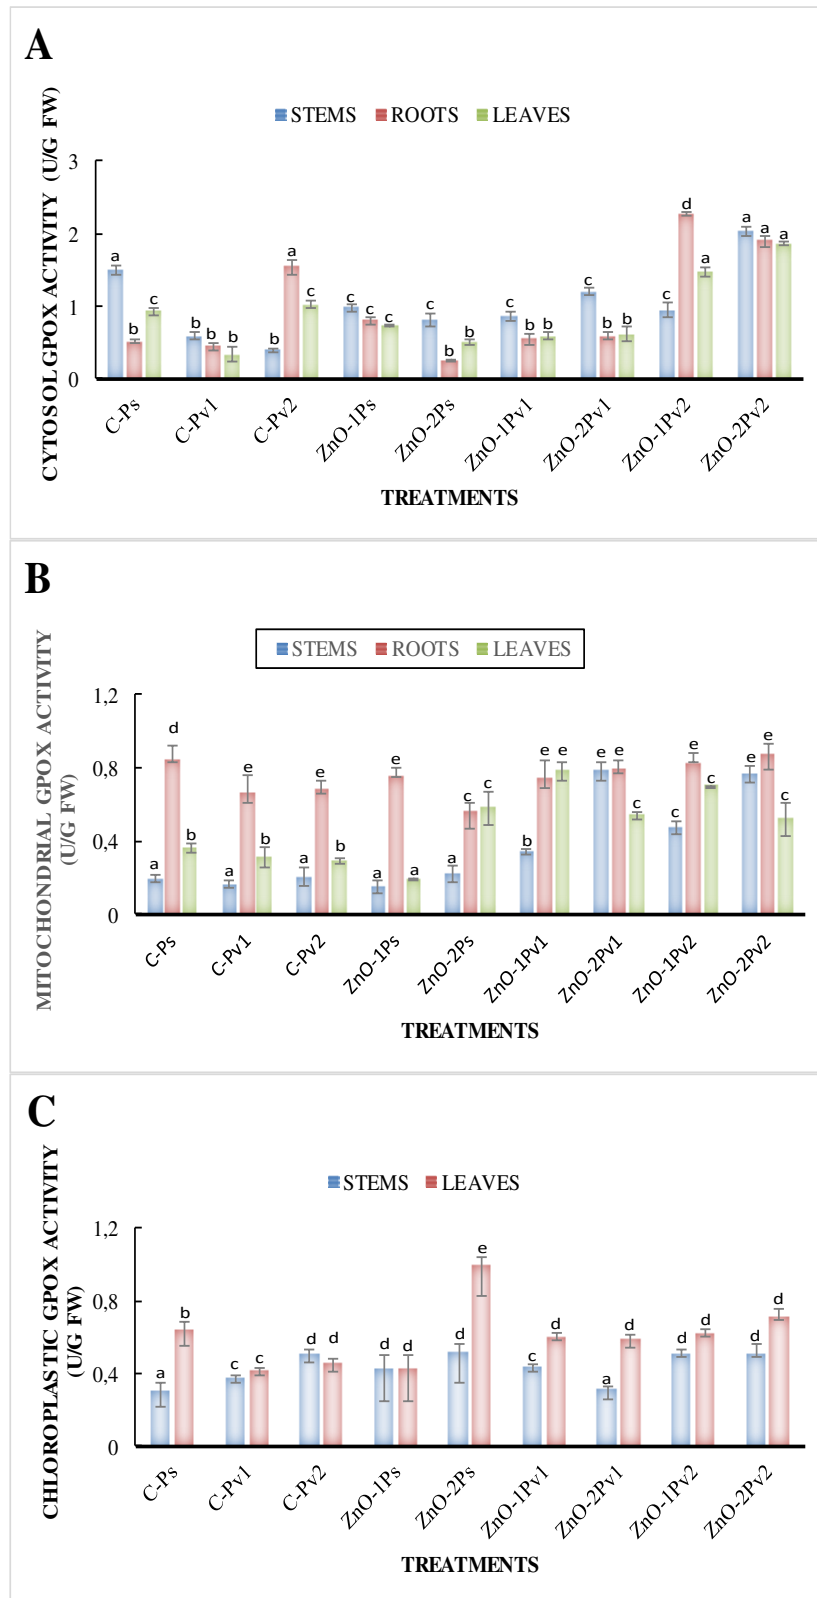 A
STEMS ROOTS LEAVES
CYTOSOL GPOX ACTIVITY (U/G FW)
3
2
1
0
a b c b b b b a c c c c c b c c b b c b b c d a a a a
C-Ps C-Pv1 C-Pv2 ZnO-1Ps ZnO-2Ps ZnO-1Pv1 ZnO-2Pv1 ZnO-1Pv2 ZnO-2Pv2
TREATMENTS
B
STEMS ROOTS LEAVES
MITOCHONDRIAL GPOX ACTIVITY
(U/G FW)
1,2
0,8
0,4
0
a d b a e b a e b a e a a c c b e e e e c c e c e e c
C-Ps C-Pv1 C-Pv2 ZnO-1Ps ZnO-2Ps ZnO-1Pv1 ZnO-2Pv1 ZnO-1Pv2 ZnO-2Pv2
TREATMENTS
C
STEMS LEAVES
CHLOROPLASTIC GPOX ACTIVITY
(U/G FW)
1,2
0,8
0,4
0
a b c c d d d d d e c d a d d d d d
C-Ps C-Pv1 C-Pv2 ZnO-1Ps ZnO-2Ps ZnO-1Pv1 ZnO-2Pv1 ZnO-1Pv2 ZnO-2Pv2
TREATMENTS